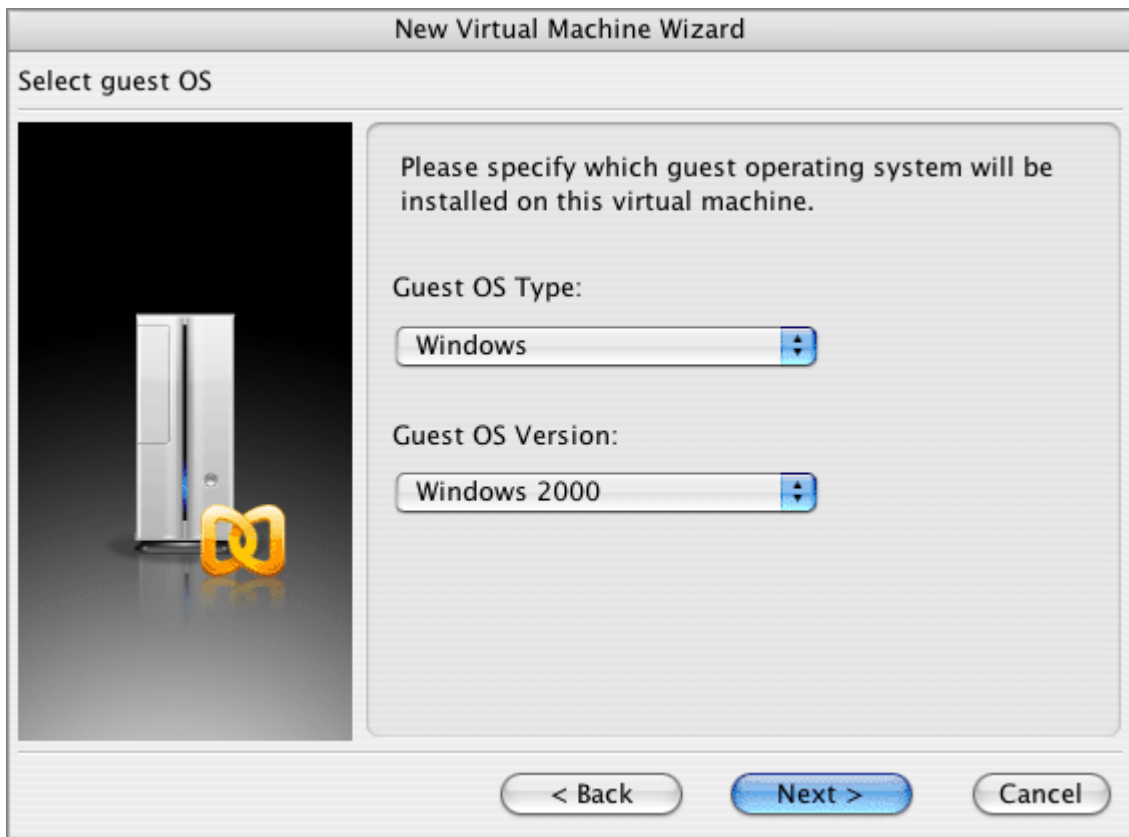 New Virtual Machine Wizard
Select guest OS
Please specify which guest operating system will be
installed on this virtual machine.
Guest OS Type:
Windows
Guest OS Version:
Windows 2000
< Back
Next >
Cancel